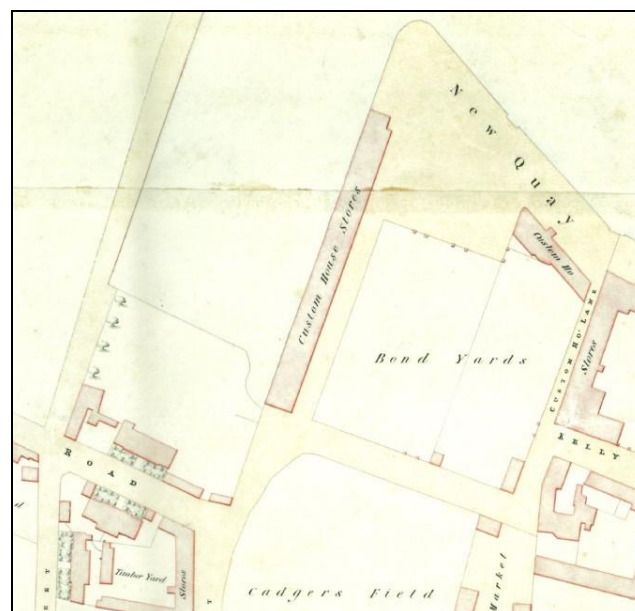 New Quay
Custom House Stores
Custom Ho
Bond Yards
CUSTOM HO' LANE
Stores
KELLY
ROAD
Timber Yard
Stores
Cadgers Field
Market